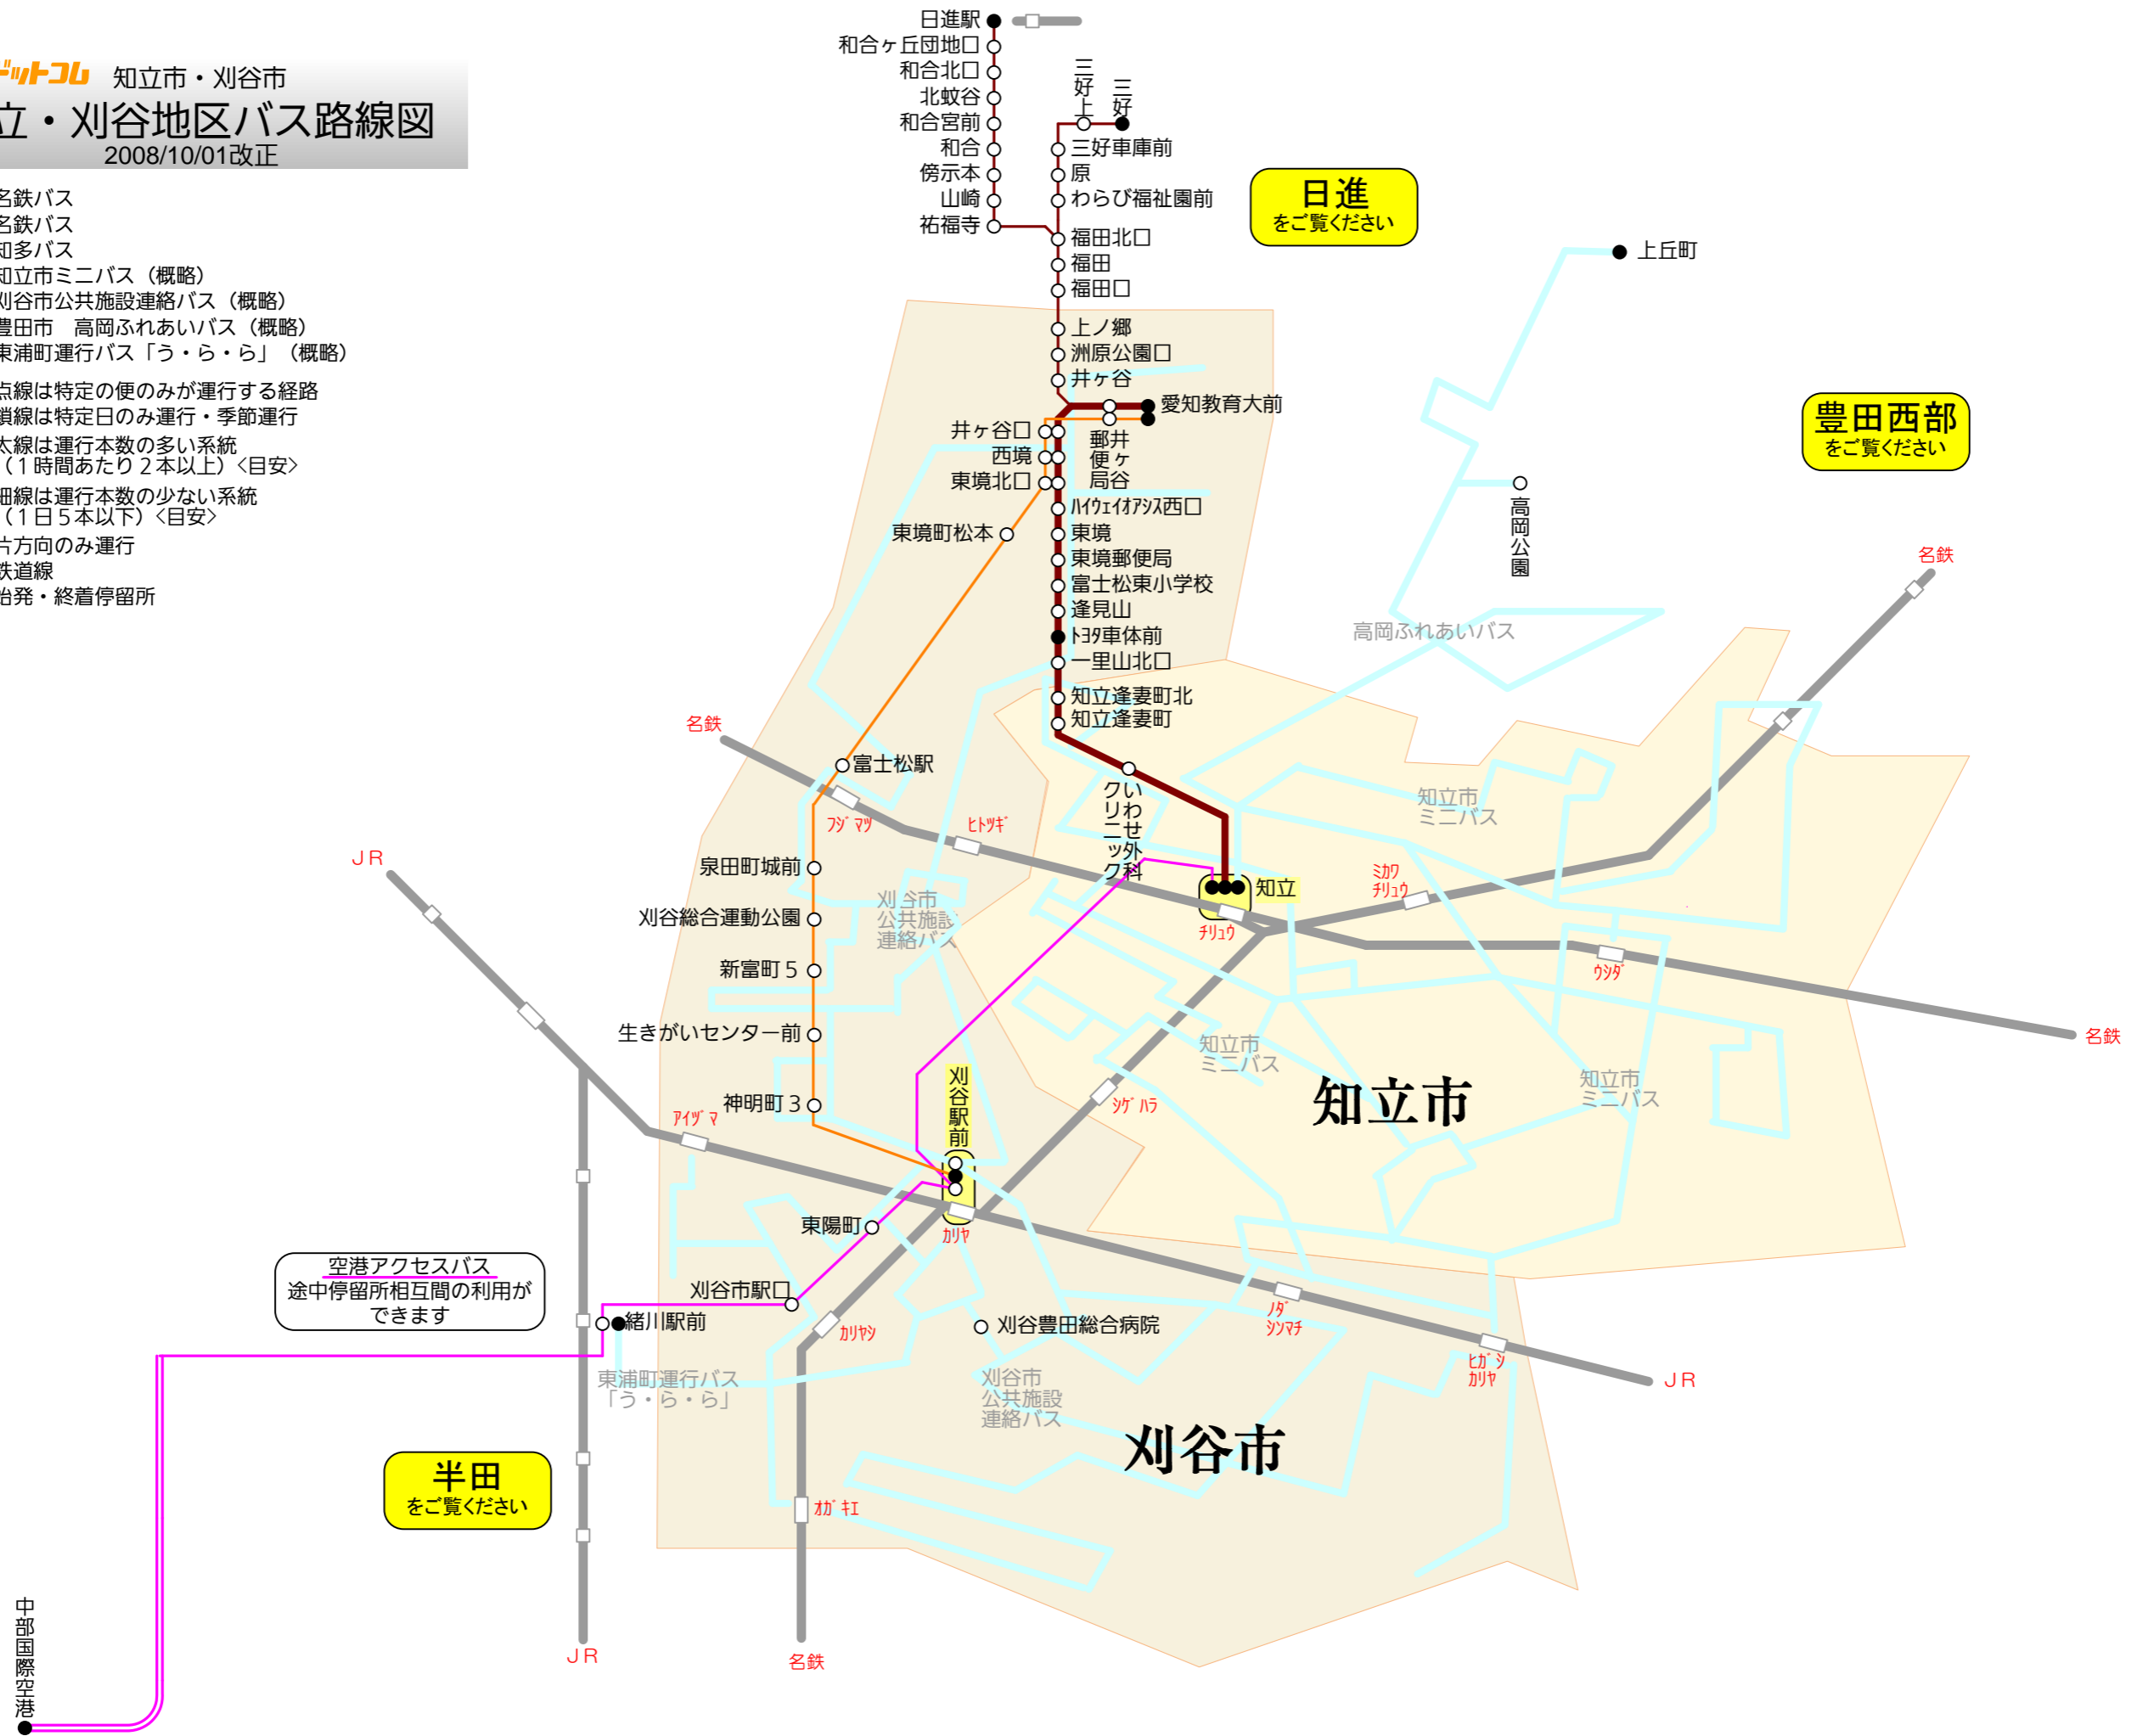 ドットコム 知立市・刈谷市
立・刈谷地区バス路線図
2008/10/01改正
名鉄バス
名鉄バス
知多バス
知立市ミニバス（概略）
刈谷市公共施設連絡バス（概略）
豊田市　高岡ふれあいバス（概略）
東浦町運行バス「う・ら・ら」（概略）
点線は特定の便のみが運行する経路
鎖線は特定日のみ運行・季節運行
太線は運行本数の多い系統
（１時間あたり２本以上）<目安>
細線は運行本数の少ない系統
（１日５本以下）<目安>
片方向のみ運行
鉄道線
始発・終着停留所
日進駅
和合ヶ丘団地口
和合北口
北蚊谷
和合宮前
和合
傍示本
山崎
祐福寺
三好上
三好
三好車庫前
原
わらび福祉園前
福田北口
福田
福田口
上ノ郷
洲原公園口
井ヶ谷
愛知教育大前
井ヶ谷
郵便局
井ヶ谷口
西境
東境北口
東境町松本
ハイウェイオアシス西口
東境
東境郵便局
富士松東小学校
逢見山
トヨタ車体前
一里山北口
知立逢妻町北
知立逢妻町
いわせ外科
クリニック
知立
チリュウ
日進
をご覧ください
上丘町
豊田西部
をご覧ください
高岡公園
高岡ふれあいバス
名鉄
名鉄
富士松駅
フジマツ
ヒトツギ
JR
泉田町城前
刈谷総合運動公園
新富町５
生きがいセンター前
神明町３
刈谷市
公共施設
連絡バス
知立市
ミニバス
ミカワ
チリュウ
ウシダ
名鉄
知立市
ミニバス
知立市
ミニバス
知立市
シゲハラ
アイヅマ
刈谷駅前
カリヤ
東陽町
刈谷市駅口
カリヤシ
空港アクセスバス
途中停留所相互間の利用が
できます
緒川駅前
東浦町運行バス
「う・ら・ら」
刈谷豊田総合病院
刈谷市
公共施設
連絡バス
ノダ
シンマチ
ヒガシ
カリヤ
JR
刈谷市
半田
をご覧ください
オガキエ
JR
名鉄
中部国際空港